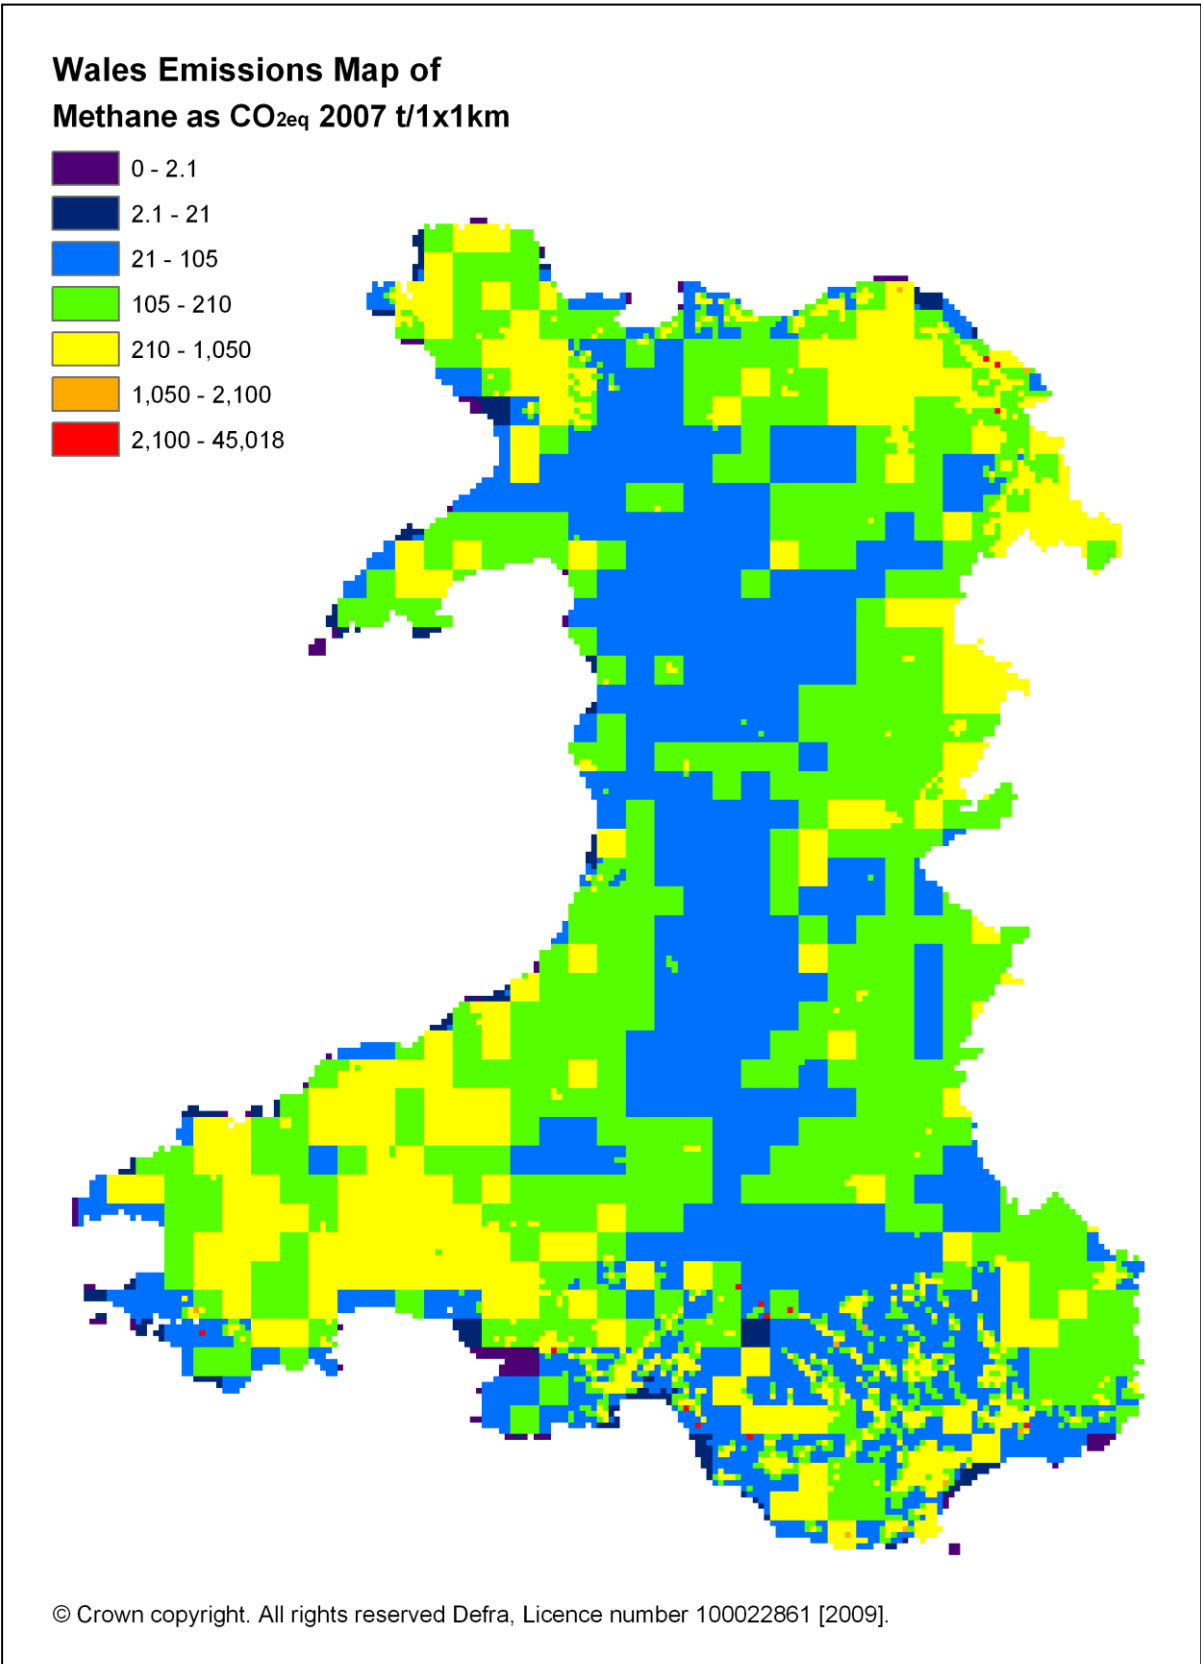 Wales Emissions Map of
Methane as CO2eq 2007 t/1x1km
0 - 2.1
2.1 - 21
21 - 105
105 - 210
210 - 1,050
1,050 - 2,100
2,100 - 45,018
© Crown copyright. All rights reserved Defra, Licence number 100022861 [2009].